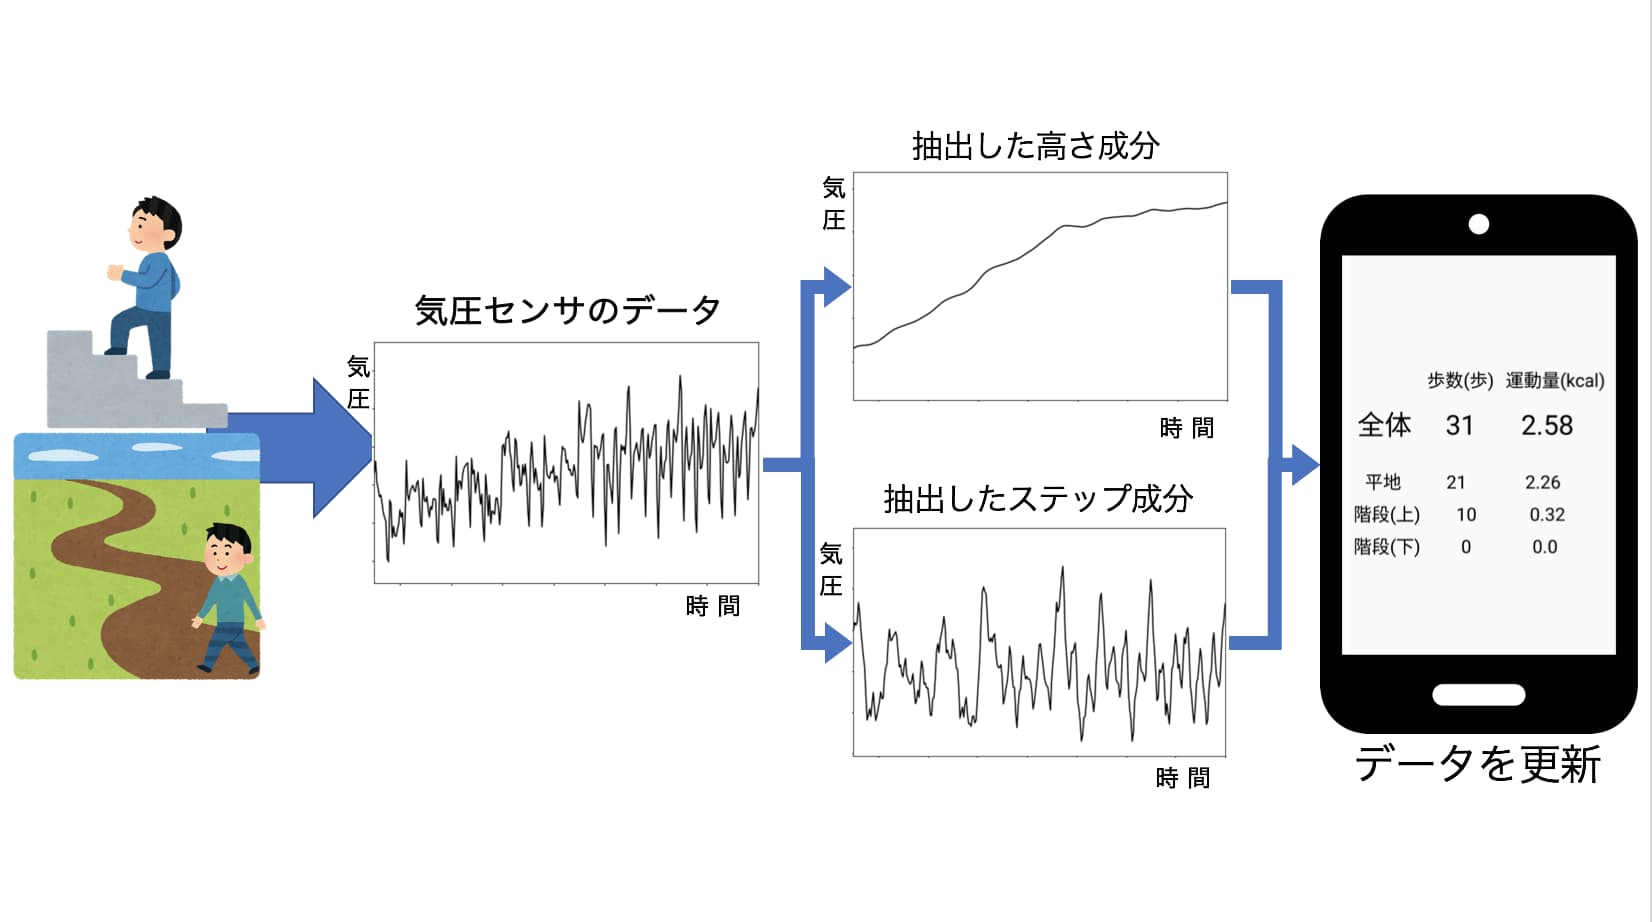 気圧センサのデータ
気圧
時間
抽出した高さ成分
気圧
時間
抽出したステップ成分
気圧
時間
歩数(歩) 運動量(kcal)
全体 31 2.58
平地 21 2.26
階段(上) 10 0.32
階段(下) 0 0.0
データを更新